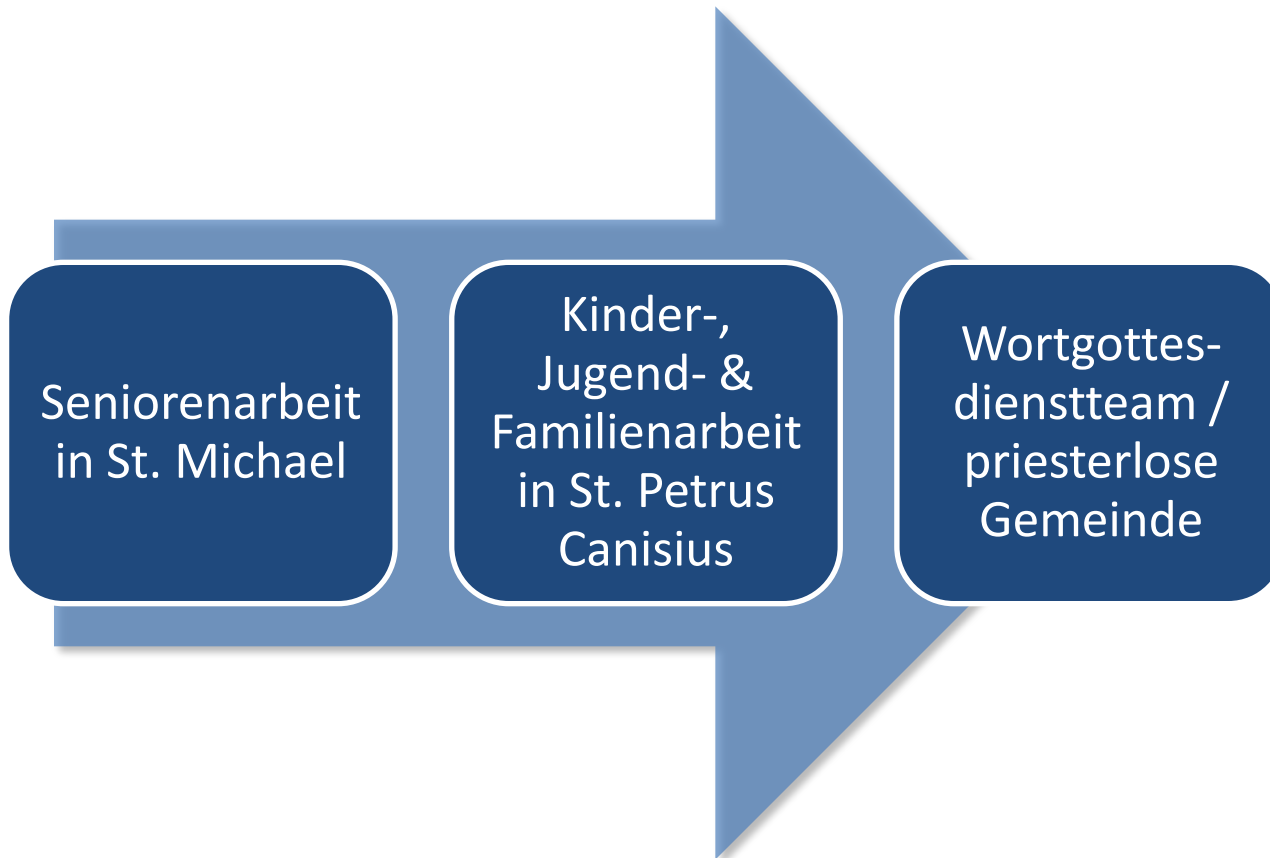 Seniorenarbeit
in St. Michael
Kinder-,
Jugend- &
Familienarbeit
in St. Petrus
Canisius
Wortgottes-
dienstteam /
priesterlose
Gemeinde